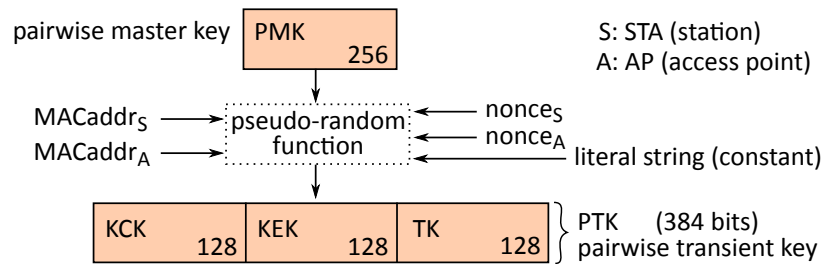 pairwise master key
PMK
256
S: STA (station)
A: AP (access point)
MACaddrS
MACaddrA
pseudo-random
function
nonceS
nonceA
literal string (constant)
KCK
128
KEK
128
TK
128
PTK (384 bits)
pairwise transient key